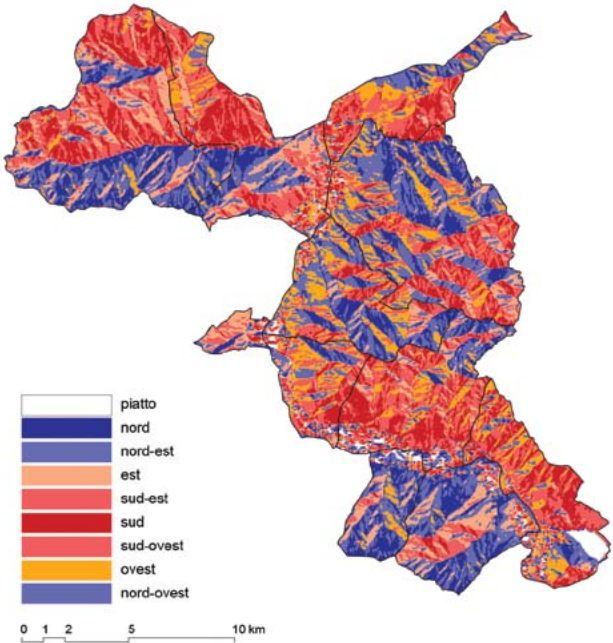 piatto
nord
nord-est
est
sud-est
sud
sud-ovest
ovest
nord-ovest
0 1 2 5 10 km